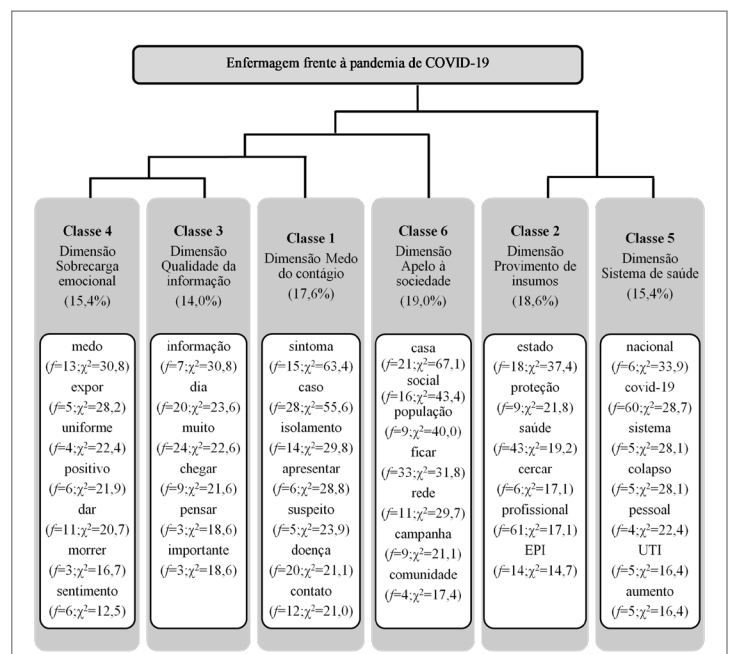 Enfermagem frente à pandemia de COVID-19
Classe 4
Dimensão
Sobrecarga
emocional
(15,4%)
medo
(f=13;χ²=30,8)
expor
(f=5;χ²=28,2)
uniforme
(f=4;χ²=22,4)
positivo
(f=6;χ²=21,9)
dar
(f=11;χ²=20,7)
morrer
(f=3;χ²=16,7)
sentimento
(f=6;χ²=12,5)
Classe 3
Dimensão
Qualidade da
informação
(14,0%)
informação
(f=7;χ²=30,8)
dia
(f=20;χ²=23,6)
muito
(f=24;χ²=22,6)
chegar
(f=9;χ²=21,6)
pensar
(f=3;χ²=18,6)
importante
(f=3;χ²=18,6)
Classe 1
Dimensão Medo
do contágio
(17,6%)
sintoma
(f=15;χ²=63,4)
caso
(f=28;χ²=55,6)
isolamento
(f=14;χ²=29,8)
apresentar
(f=6;χ²=28,8)
suspeito
(f=5;χ²=23,9)
doença
(f=20;χ²=21,1)
contato
(f=12;χ²=21,0)
Classe 6
Dimensão
Apelo à
sociedade
(19,0%)
casa
(f=21;χ²=67,1)
social
(f=16;χ²=43,4)
população
(f=9;χ²=40,0)
ficar
(f=33;χ²=31,8)
rede
(f=11;χ²=29,7)
campanha
(f=9;χ²=21,1)
comunidade
(f=4;χ²=17,4)
Classe 2
Dimensão
Provimento de
insumos
(18,6%)
estado
(f=18;χ²=37,4)
proteção
(f=9;χ²=21,8)
saúde
(f=43;χ²=19,2)
cercar
(f=6;χ²=17,1)
profissional
(f=61;χ²=17,1)
EPI
(f=14;χ²=14,7)
Classe 5
Dimensão
Sistema de saúde
(15,4%)
nacional
(f=6;χ²=33,9)
covid-19
(f=60;χ²=28,7)
sistema
(f=5;χ²=28,1)
colapso
(f=5;χ²=28,1)
pessoal
(f=4;χ²=22,4)
UTI
(f=5;χ²=16,4)
aumento
(f=5;χ²=16,4)